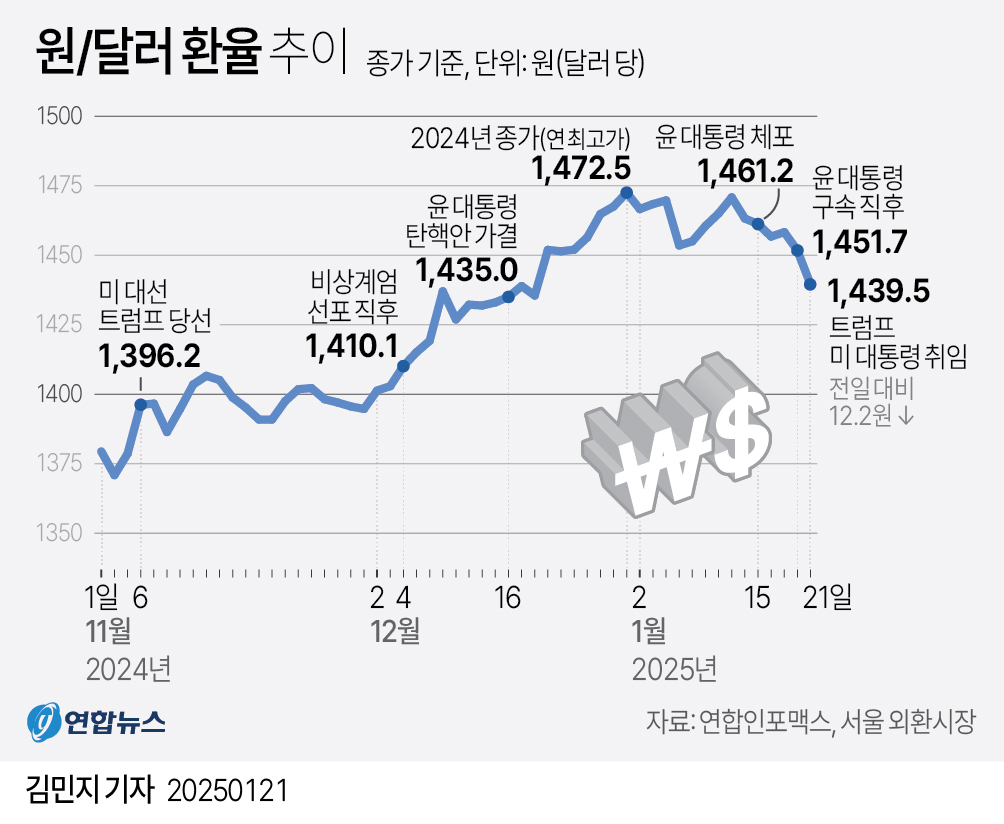 원/달러 환율 추이 종가 기준, 단위: 원(달러 당)
1500
1475
1450
1425
1400
1375
1350
미 대선
트럼프 당선
1,396.2
비상계엄
선포 직후
1,410.1
윤 대통령
탄핵안 가결
1,435.0
2024년 종가(연 최고가)
1,472.5
윤 대통령 체포
1,461.2
윤 대통령
구속 직후
1,451.7
1,439.5
트럼프
미 대통령 취임
전일 대비
12.2원 ↓
₩$
1일 6 2 4 16 2 15 21일
11월 12월 1월
2024년 2025년
연합뉴스
자료: 연합인포맥스, 서울 외환시장
김민지 기자 20250121